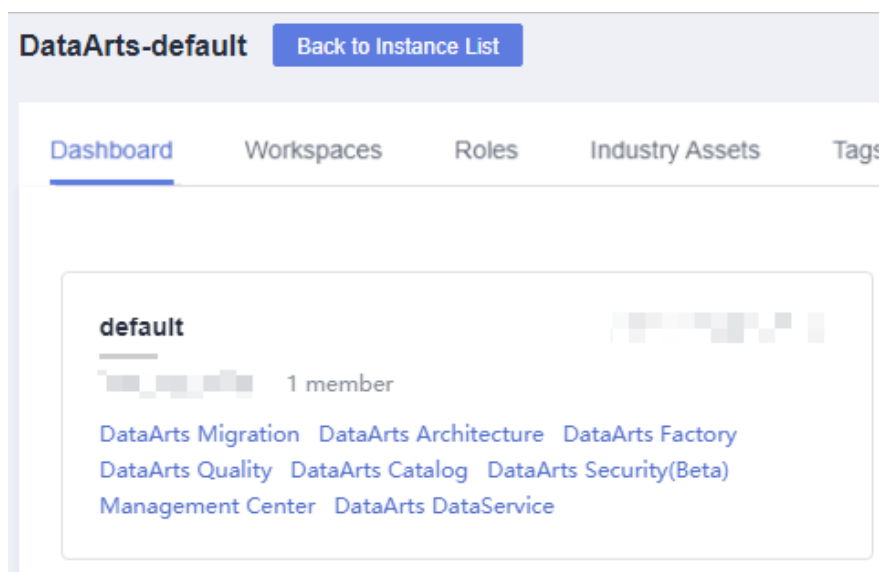 DataArts-default Back to Instance List
Dashboard Workspaces Roles Industry Assets Tags
default
1 member
DataArts Migration DataArts Architecture DataArts Factory
DataArts Quality DataArts Catalog DataArts Security(Beta)
Management Center DataArts DataService